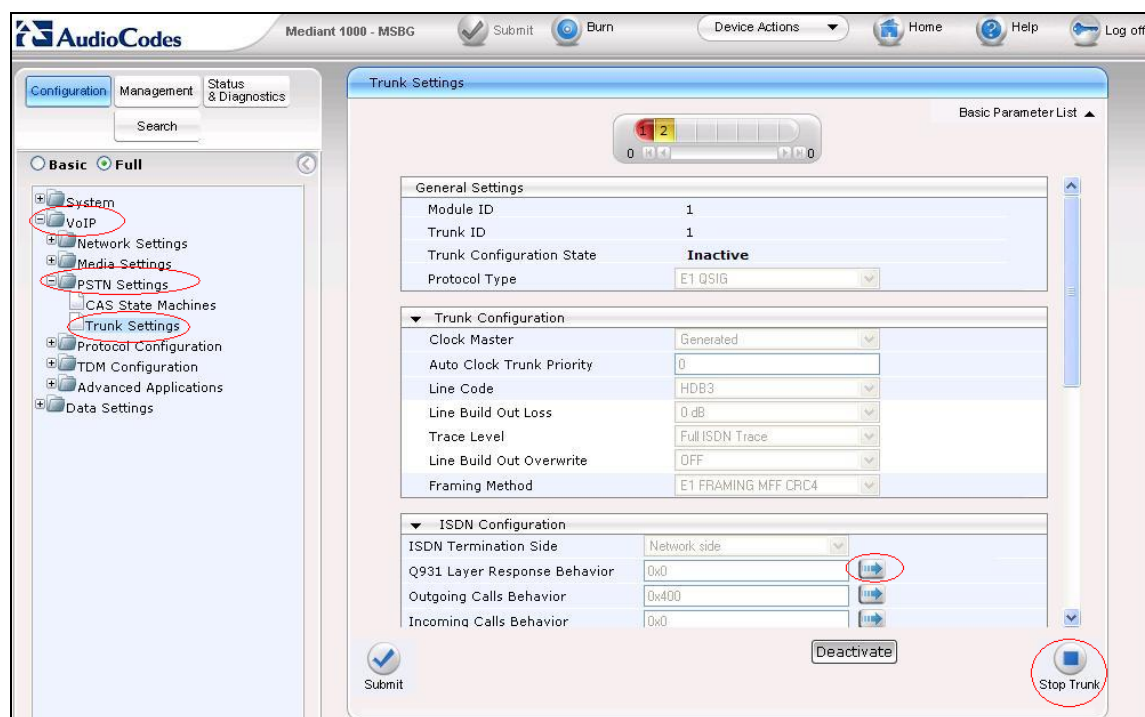 AudioCodes
Mediant 1000 - MSBG
Submit
Burn
Device Actions
Home
Help
Log off
Configuration
Management
Status & Diagnostics
Search
Basic
Full
System
VoIP
Network Settings
Media Settings
PSTN Settings
CAS State Machines
Trunk Settings
Protocol Configuration
TDM Configuration
Advanced Applications
Data Settings
Trunk Settings
Basic Parameter List
1 2
0 0
General Settings
Module ID 1
Trunk ID 1
Trunk Configuration State Inactive
Protocol Type E1 QSIG
Trunk Configuration
Clock Master Generated
Auto Clock Trunk Priority 0
Line Code HDB3
Line Build Out Loss 0 dB
Trace Level Full ISDN Trace
Line Build Out Overwrite OFF
Framing Method E1 FRAMING MFF CRC4
ISDN Configuration
ISDN Termination Side Network side
Q931 Layer Response Behavior 0x0
Outgoing Calls Behavior 0x400
Incoming Calls Behavior 0x0
Deactivate
Submit
Stop Trunk